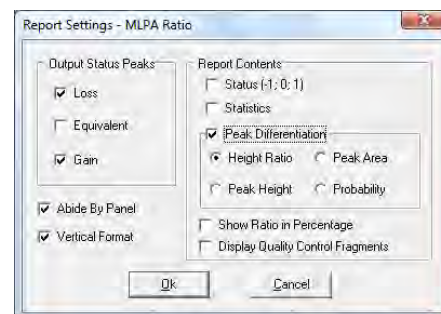 Report Settings - MLPA Ratio
Output Status Peaks
Loss
Equivalent
Gain
Abide By Panel
Vertical Format
Report Contents
Status (-1; 0; 1)
Statistics
Peak Differentiation
Height Ratio
Peak Area
Peak Height
Probability
Show Ratio in Percentage
Display Quality Control Fragments
Ok
Cancel